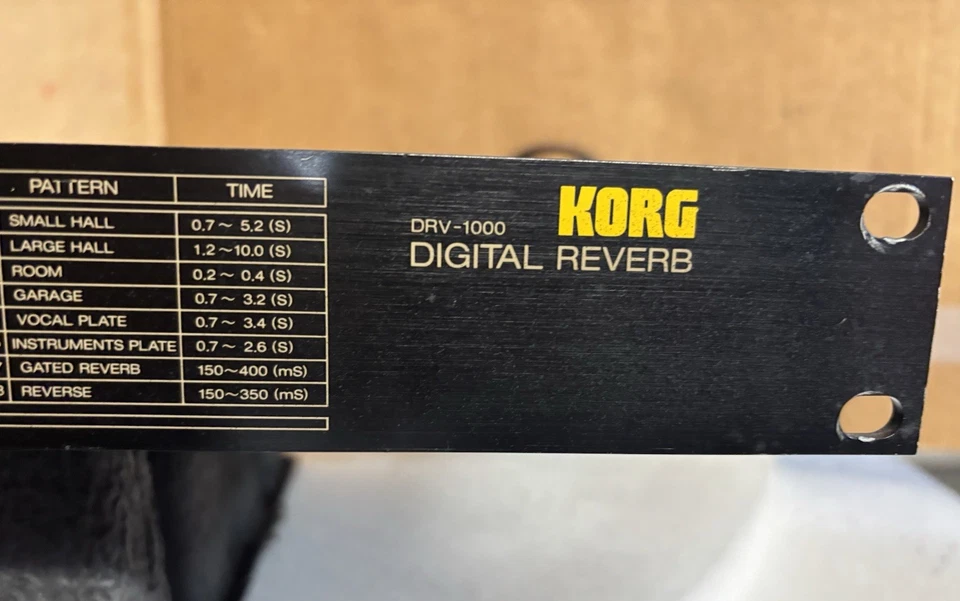 PATTERN TIME
SMALL HALL 0.7～ 5.2 (S)
LARGE HALL 1.2～10.0 (S)
ROOM 0.2～ 0.4 (S)
GARAGE 0.7～ 3.2 (S)
VOCAL PLATE 0.7～ 3.4 (S)
INSTRUMENTS PLATE 0.7～ 2.6 (S)
GATED REVERB 150～400 (mS)
REVERSE 150～350 (mS)
KORG
DRV-1000
DIGITAL REVERB